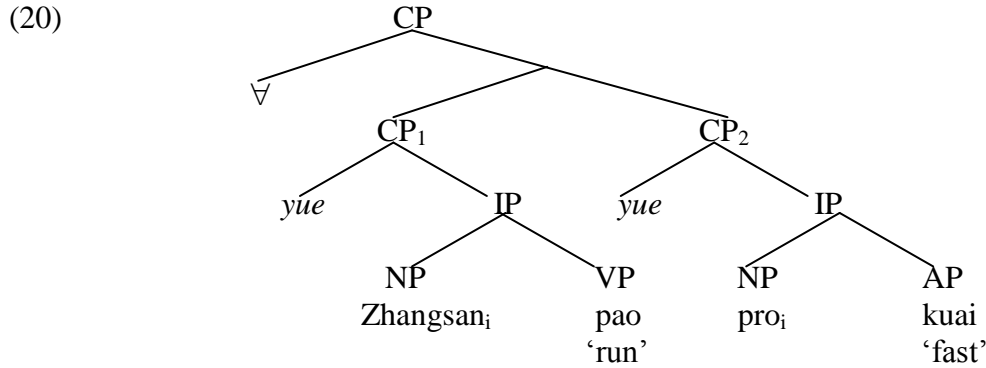 (20) CP
∀
CP₁ CP₂
yue IP yue IP
NP VP NP AP
Zhangsanᵢ pao proᵢ kuai
‘run’ ‘fast’